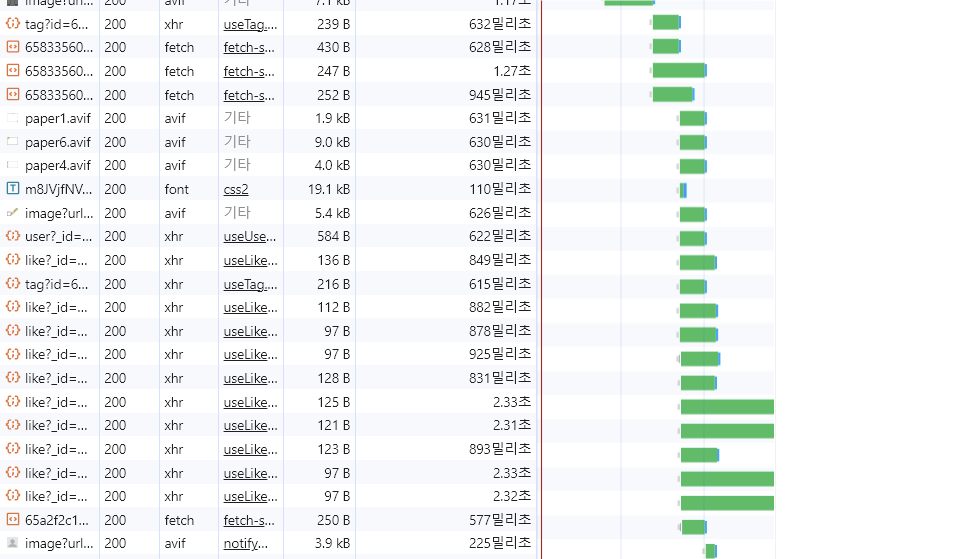 image?url... 200 avif 기타 7.1 kB 1.17초
tag?id=6... 200 xhr useTag.... 239 B 632밀리초
65833560... 200 fetch fetch-s... 430 B 628밀리초
65833560... 200 fetch fetch-s... 247 B 1.27초
65833560... 200 fetch fetch-s... 252 B 945밀리초
paper1.avif 200 avif 기타 1.9 kB 631밀리초
paper6.avif 200 avif 기타 9.0 kB 630밀리초
paper4.avif 200 avif 기타 4.0 kB 630밀리초
m8JVjfNV... 200 font css2 19.1 kB 110밀리초
image?url... 200 avif 기타 5.4 kB 626밀리초
user?_id=... 200 xhr useUse... 584 B 622밀리초
like?_id=... 200 xhr useLike... 136 B 849밀리초
tag?id=6... 200 xhr useTag.... 216 B 615밀리초
like?_id=... 200 xhr useLike... 112 B 882밀리초
like?_id=... 200 xhr useLike... 97 B 878밀리초
like?_id=... 200 xhr useLike... 97 B 925밀리초
like?_id=... 200 xhr useLike... 128 B 831밀리초
like?_id=... 200 xhr useLike... 125 B 2.33초
like?_id=... 200 xhr useLike... 121 B 2.31초
like?_id=... 200 xhr useLike... 123 B 893밀리초
like?_id=... 200 xhr useLike... 97 B 2.33초
like?_id=... 200 xhr useLike... 97 B 2.32초
65a2f2c1... 200 fetch fetch-s... 250 B 577밀리초
image?url... 200 avif notify... 3.9 kB 225밀리초